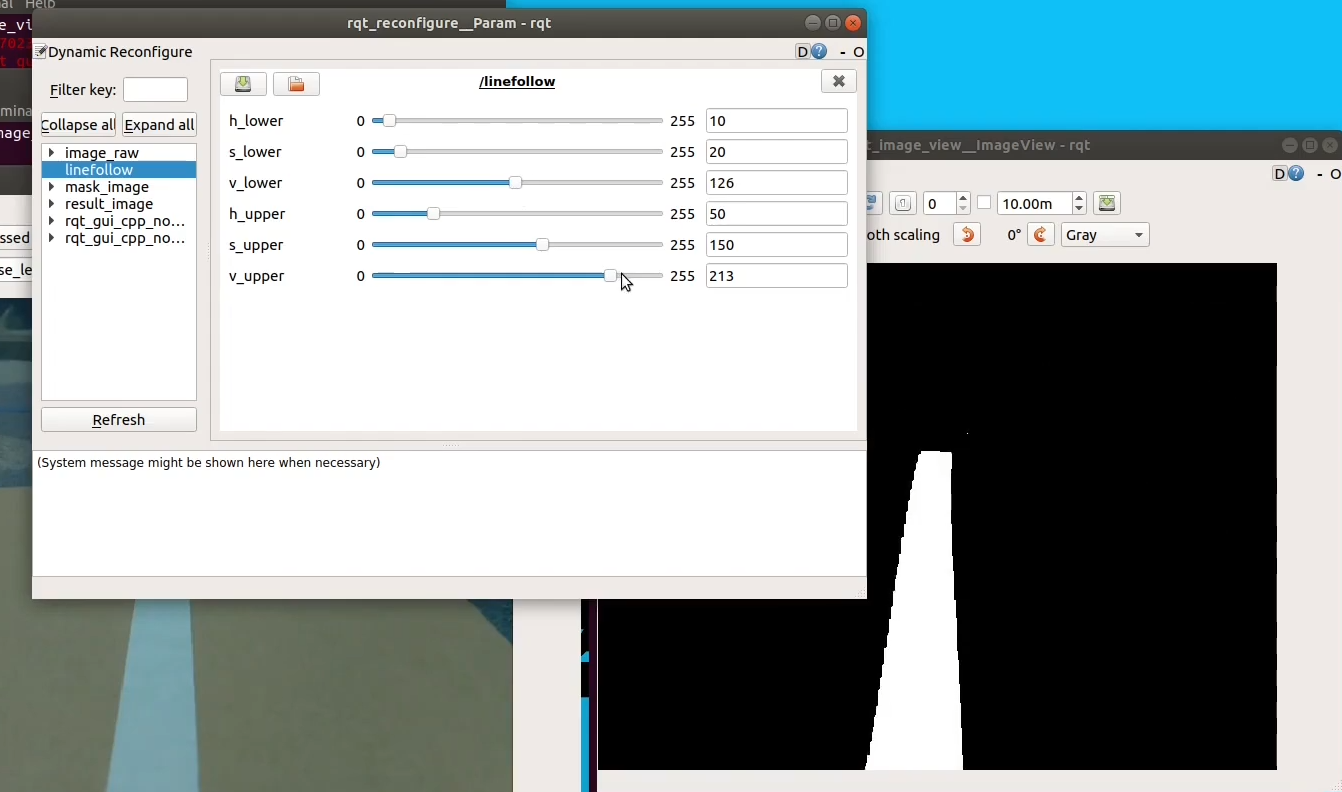 al Help
e_vi
rqt_reconfigure__Param - rqt
702
Dynamic Reconfigure
D
- O
Filter key:
/linefollow
mina
Collapse all
Expand all
h_lower 0 255 10
image_raw
s_lower 0 255 20
linefollow
mask_image
v_lower 0 255 126
result_image
h_upper 0 255 50
rqt_gui_cpp_no...
rqt_gui_cpp_no...
s_upper 0 255 150
v_upper 0 255 213
ssed
se_le
Refresh
(System message might be shown here when necessary)
t_image_view__ImageView - rqt
D
- O
0
10.00m
oth scaling
0°
Gray